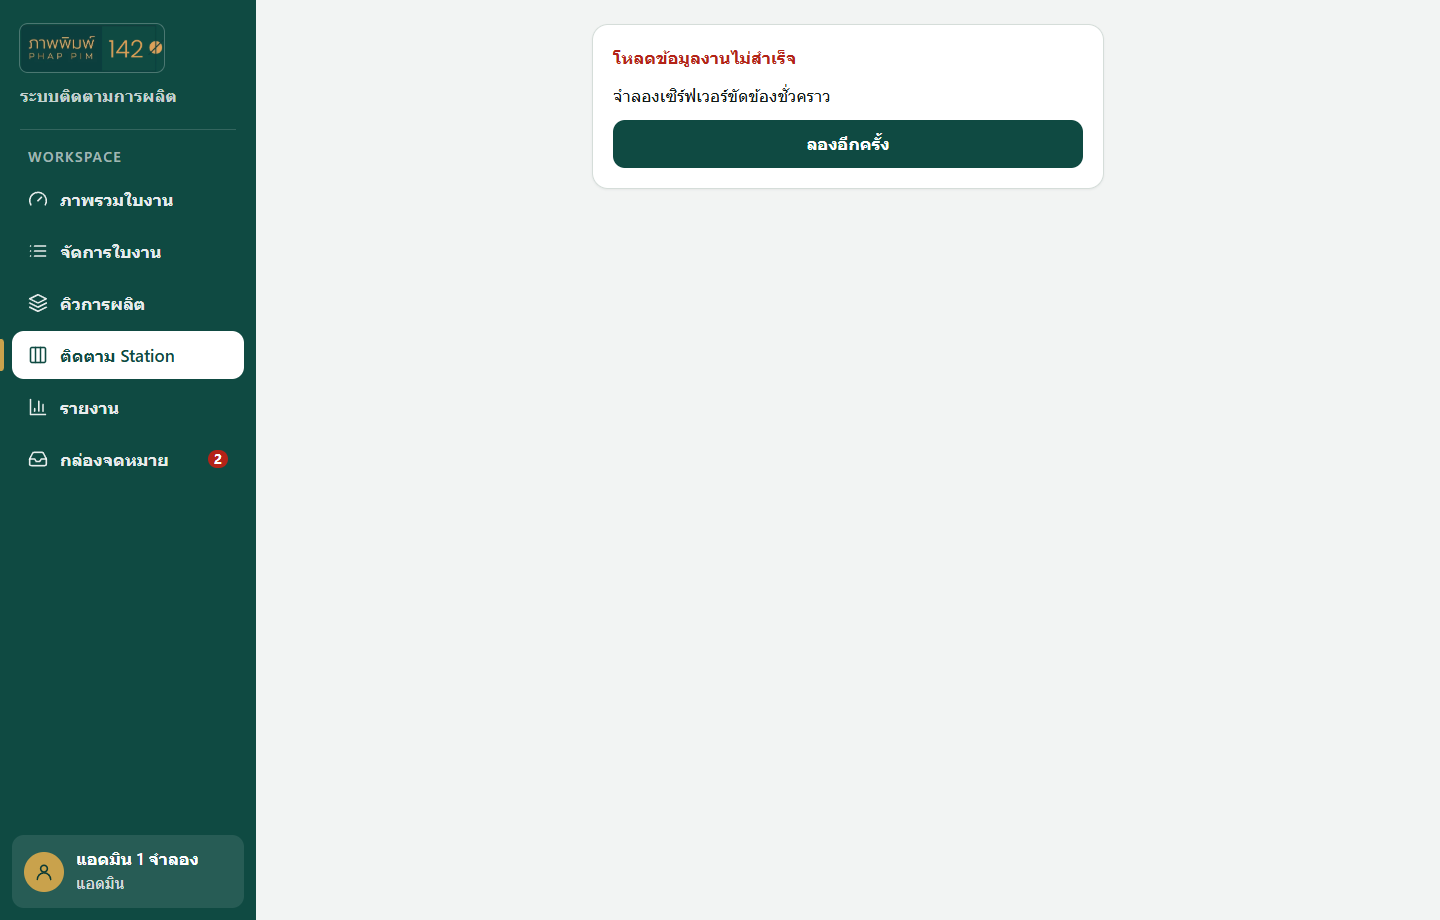 ภาพพิมพ์
PHAP PIM
142
ระบบติดตามการผลิต
WORKSPACE
ภาพรวมใบงาน
จัดการใบงาน
คิวการผลิต
ติดตาม Station
รายงาน
กล่องจดหมาย
2
แอดมิน 1 จำลอง
แอดมิน
โหลดข้อมูลงานไม่สำเร็จ
จำลองเซิร์ฟเวอร์ขัดข้องชั่วคราว
ลองอีกครั้ง